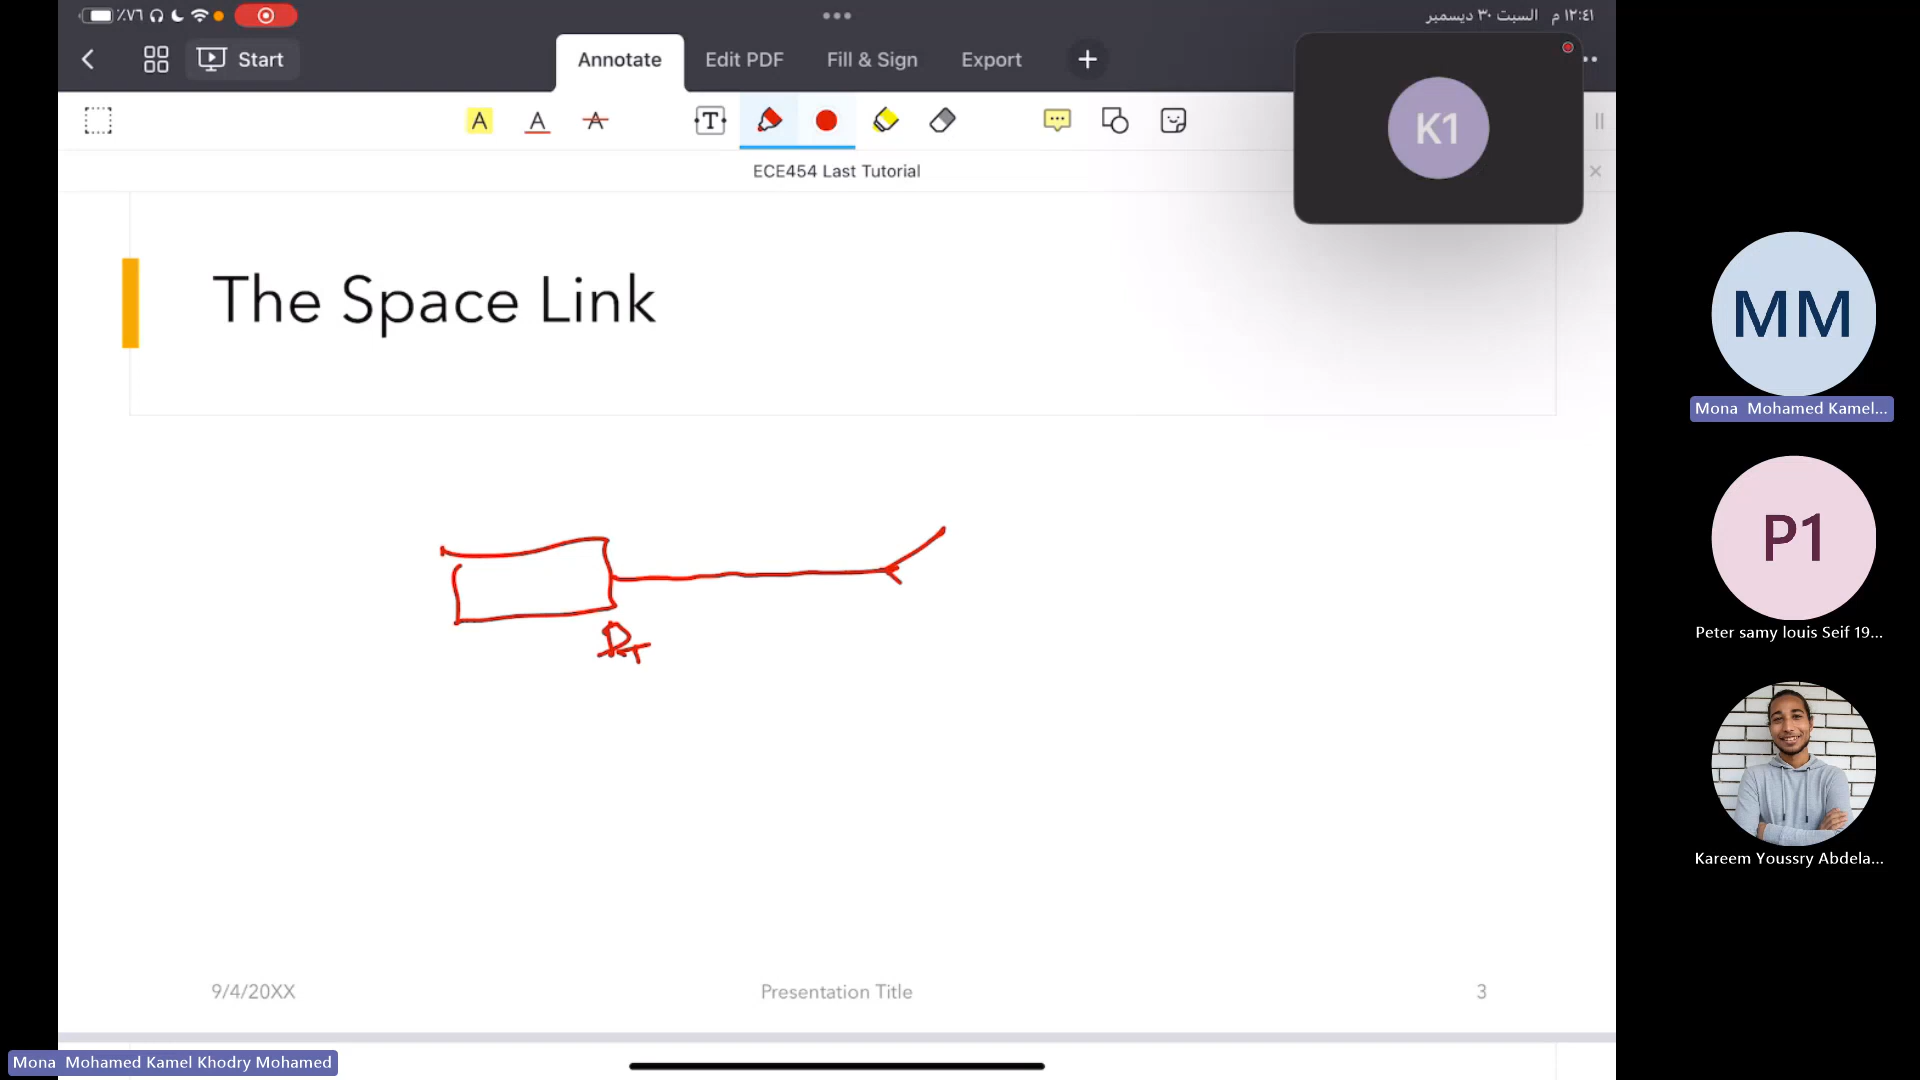 ٪٧٦
السبت ٣٠ ديسمبر ١٢:٤١ م
Start
Annotate
Edit PDF
Fill & Sign
Export
A A A T
ECE454 Last Tutorial
K1
The Space Link
9/4/20XX
Presentation Title
3
MM
Mona Mohamed Kamel...
P1
Peter samy louis Seif 19...
Kareem Youssry Abdela...
Mona Mohamed Kamel Khodry Mohamed